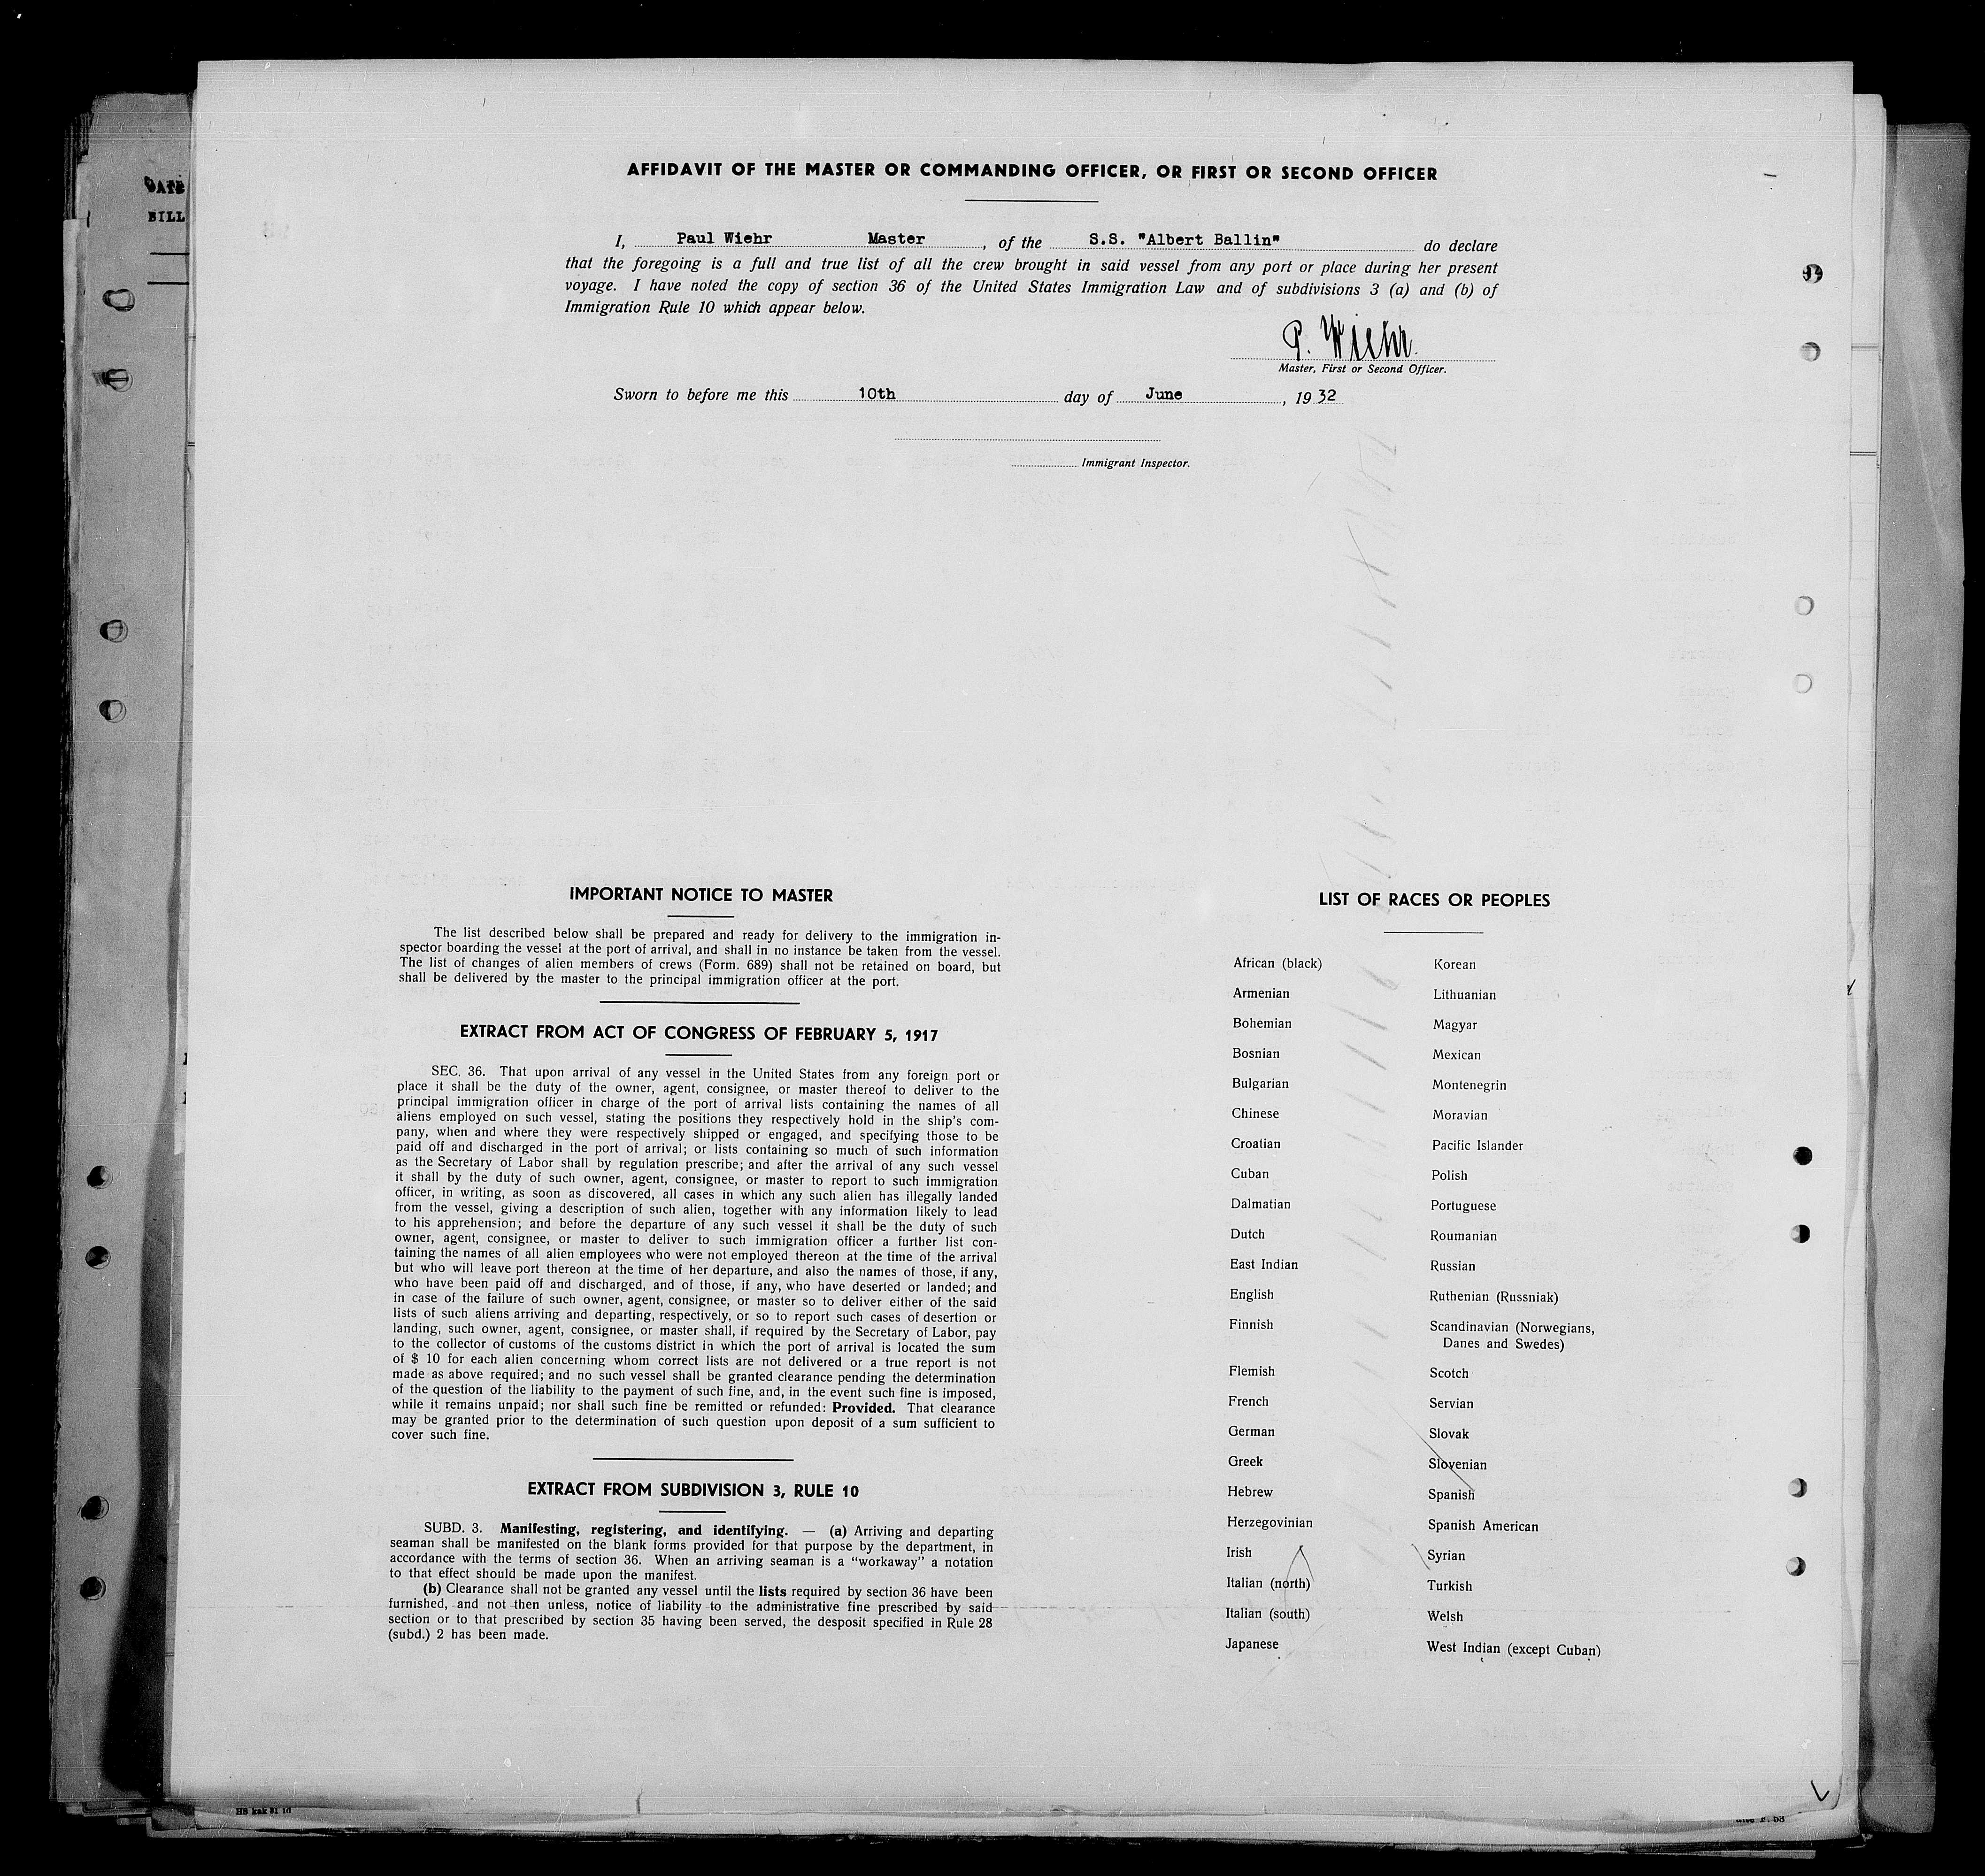 DATE
BILL
AFFIDAVIT OF THE MASTER OR COMMANDING OFFICER, OR FIRST OR SECOND OFFICER
I, Paul Wiehr Master, of the S.S. "Albert Ballin" do declare
that the foregoing is a full and true list of all the crew brought in said vessel from any port or place during her present
voyage. I have noted the copy of section 36 of the United States Immigration Law and of subdivisions 3 (a) and (b) of
Immigration Rule 10 which appear below.
P. Wiehr.
Master, First or Second Officer.
Sworn to before me this 10th day of June, 1932
Immigrant Inspector.
IMPORTANT NOTICE TO MASTER
The list described below shall be prepared and ready for delivery to the immigration in-
spector boarding the vessel at the port of arrival, and shall in no instance be taken from the vessel.
The list of changes of alien members of crews (Form. 689) shall not be retained on board, but
shall be delivered by the master to the principal immigration officer at the port.
EXTRACT FROM ACT OF CONGRESS OF FEBRUARY 5, 1917
SEC. 36. That upon arrival of any vessel in the United States from any foreign port or
place it shall be the duty of the owner, agent, consignee, or master thereof to deliver to the
principal immigration officer in charge of the port of arrival lists containing the names of all
aliens employed on such vessel, stating the positions they respectively hold in the ship's com-
pany, when and where they were respectively shipped or engaged, and specifying those to be
paid off and discharged in the port of arrival; or lists containing so much of such information
as the Secretary of Labor shall by regulation prescribe; and after the arrival of any such vessel
it shall by the duty of such owner, agent, consignee, or master to report to such immigration
officer, in writing, as soon as discovered, all cases in which any such alien has illegally landed
from the vessel, giving a description of such alien, together with any information likely to lead
to his apprehension; and before the departure of any such vessel it shall be the duty of such
owner, agent, consignee, or master to deliver to such immigration officer a further list con-
taining the names of all alien employees who were not employed thereon at the time of the arrival
but who will leave port thereon at the time of her departure, and also the names of those, if any,
who have been paid off and discharged, and of those, if any, who have deserted or landed; and
in case of the failure of such owner, agent, consignee, or master so to deliver either of the said
lists of such aliens arriving and departing, respectively, or so to report such cases of desertion or
landing, such owner, agent, consignee, or master shall, if required by the Secretary of Labor, pay
to the collector of customs of the customs district in which the port of arrival is located the sum
of $ 10 for each alien concerning whom correct lists are not delivered or a true report is not
made as above required; and no such vessel shall be granted clearance pending the determination
of the question of the liability to the payment of such fine, and, in the event such fine is imposed,
while it remains unpaid; nor shall such fine be remitted or refunded: Provided. That clearance
may be granted prior to the determination of such question upon deposit of a sum sufficient to
cover such fine.
EXTRACT FROM SUBDIVISION 3, RULE 10
SUBD. 3. Manifesting, registering, and identifying. — (a) Arriving and departing
seaman shall be manifested on the blank forms provided for that purpose by the department, in
accordance with the terms of section 36. When an arriving seaman is a “workaway” a notation
to that effect should be made upon the manifest.
(b) Clearance shall not be granted any vessel until the lists required by section 36 have been
furnished, and not then unless, notice of liability to the administrative fine prescribed by said
section or to that prescribed by section 35 having been served, the desposit specified in Rule 28
(subd.) 2 has been made.
LIST OF RACES OR PEOPLES
African (black)
Armenian
Bohemian
Bosnian
Bulgarian
Chinese
Croatian
Cuban
Dalmatian
Dutch
East Indian
English
Finnish
Flemish
French
German
Greek
Hebrew
Herzegovinian
Irish
Italian (north)
Italian (south)
Japanese
Korean
Lithuanian
Magyar
Mexican
Montenegrin
Moravian
Pacific Islander
Polish
Portuguese
Roumanian
Russian
Ruthenian (Russniak)
Scandinavian (Norwegians,
Danes and Swedes)
Scotch
Servian
Slovak
Slovenian
Spanish
Spanish American
Syrian
Turkish
Welsh
West Indian (except Cuban)